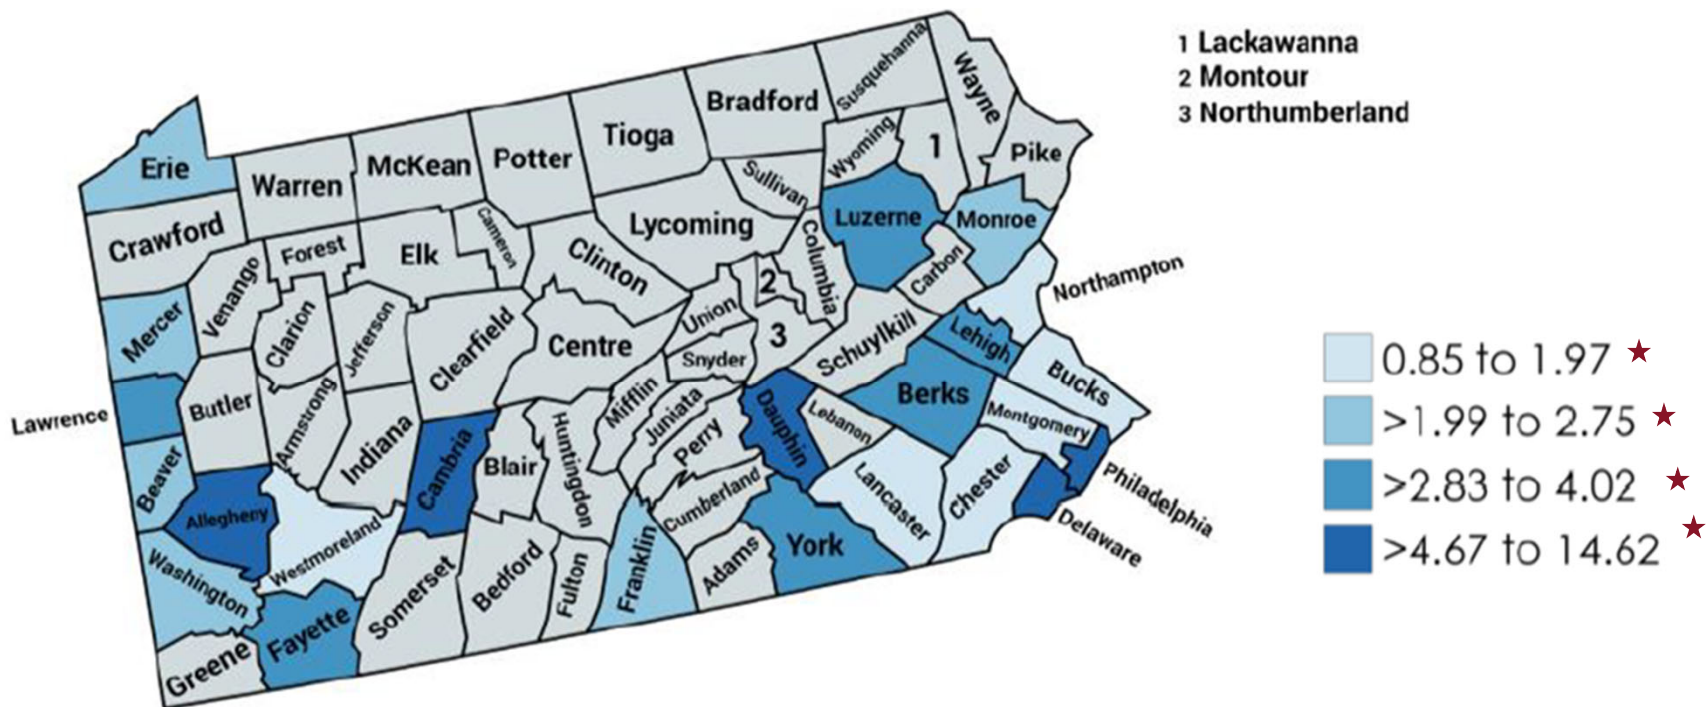 1 Lackawanna
2 Montour
3 Northumberland
Susquehanna
Wayne
Bradford
Tioga
Potter
McKean
Warren
Erie
Wyoming
1
Pike
Crawford
Forest
Elk
Cameron
Clinton
Lycoming
Sullivan
Luzerne
Monroe
Columbia
Carbon
Northampton
Mercer
Venango
Clarion
Jefferson
Clearfield
Centre
Union
2
3
Snyder
Schuylkill
Lehigh
Bucks
Lawrence
Butler
Armstrong
Indiana
Cambria
Blair
Huntingdon
Mifflin
Juniata
Perry
Dauphin
Lebanon
Berks
Montgomery
Philadelphia
Beaver
Allegheny
Westmoreland
Cumberland
Lancaster
Chester
Delaware
Washington
Fayette
Somerset
Bedford
Fulton
Franklin
Adams
York
Greene
0.85 to 1.97
>1.99 to 2.75
>2.83 to 4.02
>4.67 to 14.62